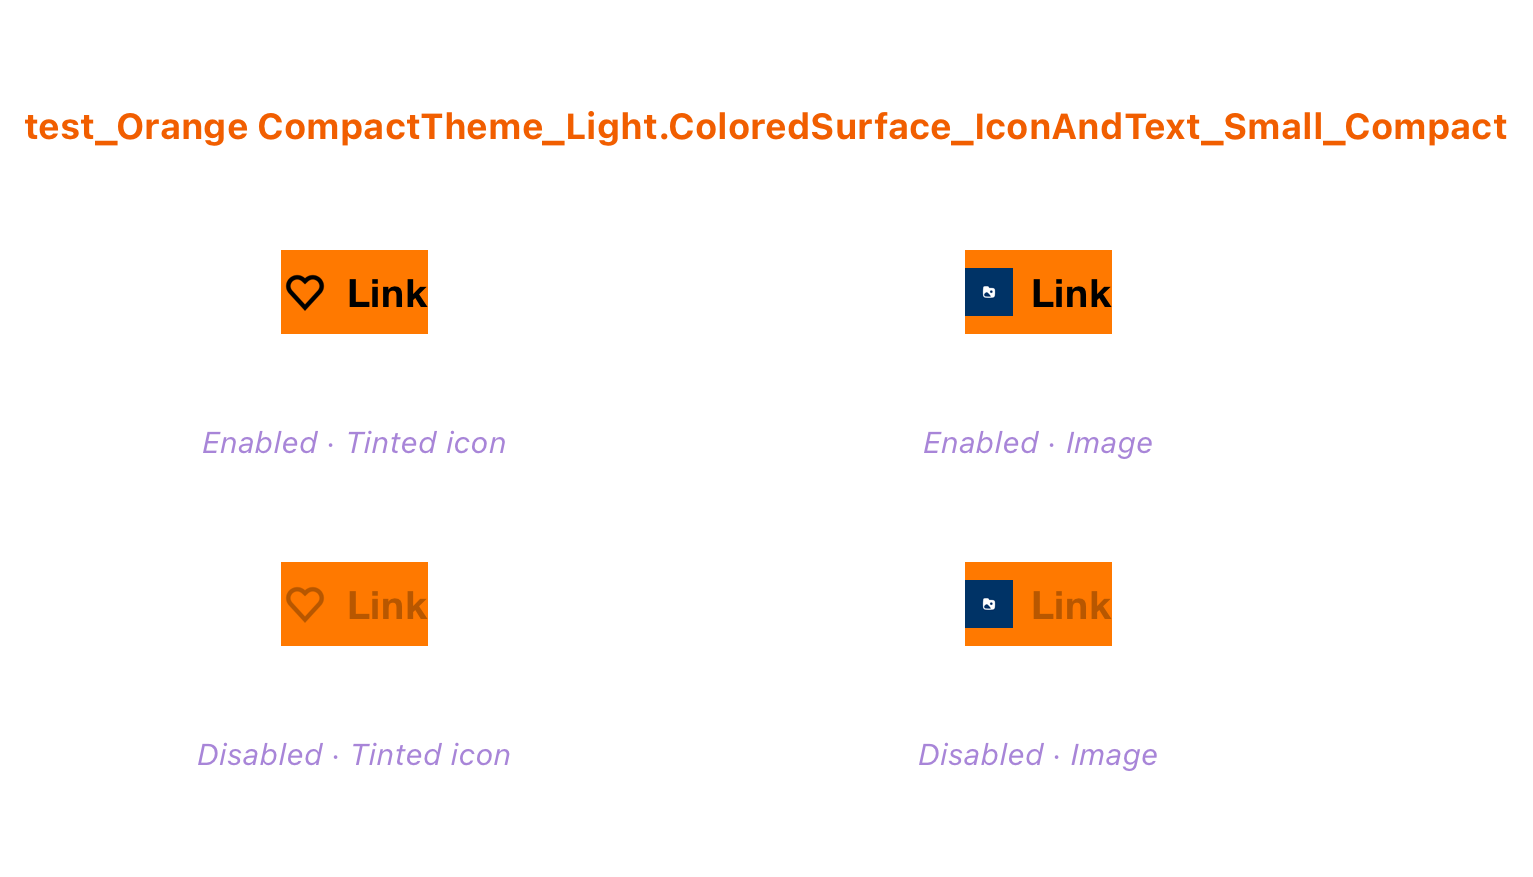 test_Orange CompactTheme_Light.ColoredSurface_IconAndText_Small_Compact
Link
Link
Enabled · Tinted icon
Enabled · Image
Link
Link
Disabled · Tinted icon
Disabled · Image